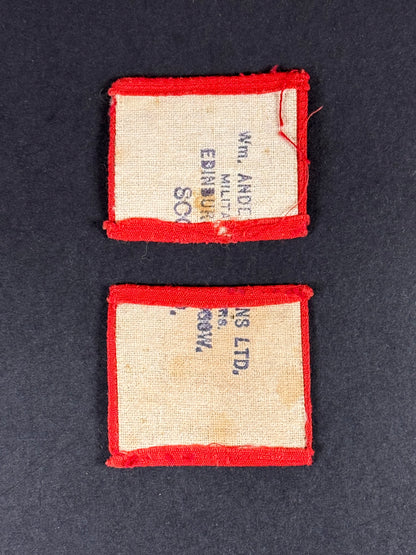 Wm. ANDE
MILITA
EDINBUR
SCO
NS LTD,
RS.
GOW,